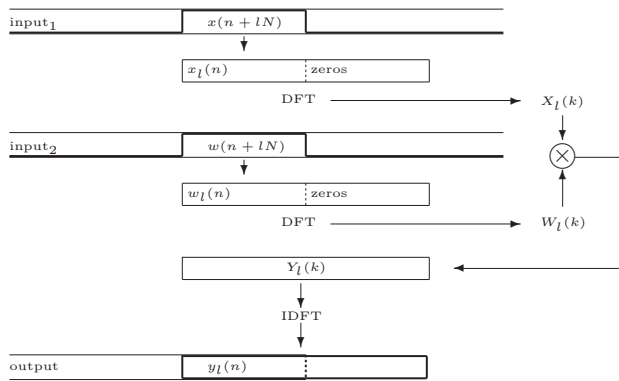 input₁ x(n + lN)
xₗ(n) zeros
DFT Xₗ(k)
input₂ w(n + lN)
⊗
wₗ(n) zeros
DFT Wₗ(k)
Yₗ(k)
IDFT
output yₗ(n)